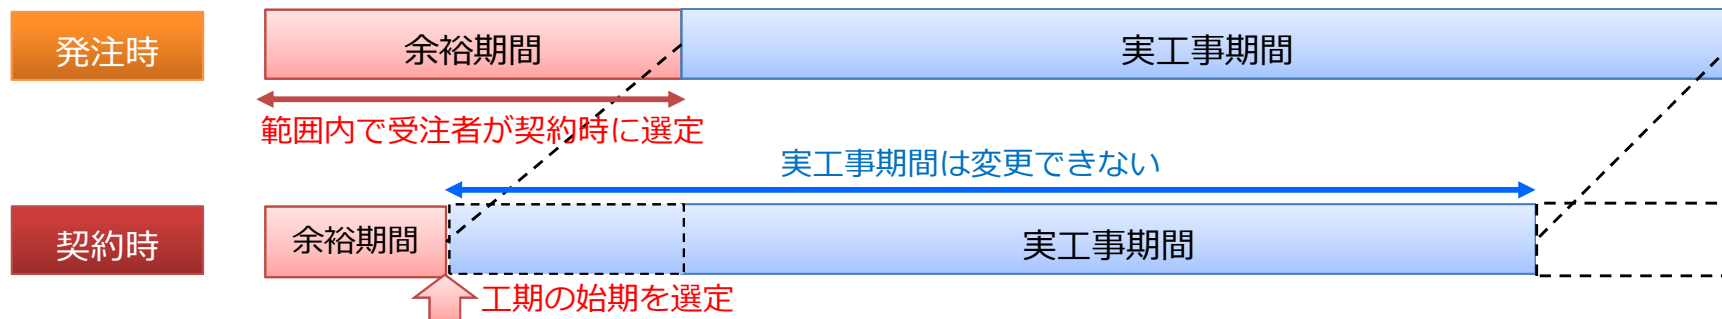 発注時
余裕期間
実工事期間
範囲内で受注者が契約時に選定
実工事期間は変更できない
契約時
余裕期間
実工事期間
工期の始期を選定